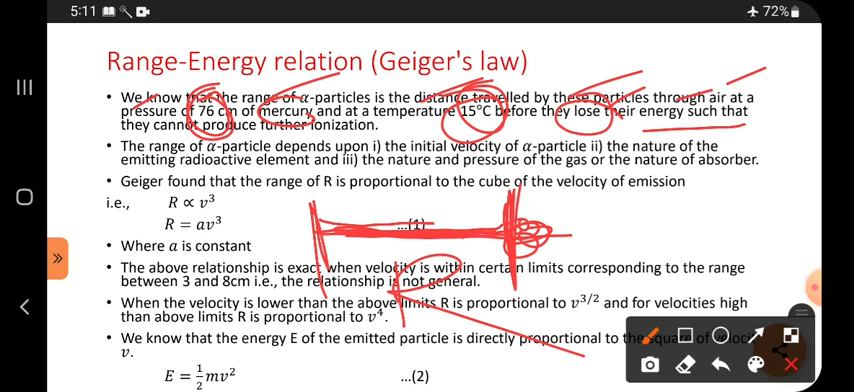 5:11
72%
Range-Energy relation (Geiger's law)
• We know that the range of α-particles is the distance travelled by these particles through air at a
pressure of 76 cm of mercury and at a temperature 15°C before they lose their energy such that
they cannot produce further ionization.
• The range of α-particle depends upon i) the initial velocity of α-particle ii) the nature of the
emitting radioactive element and iii) the nature and pressure of the gas or the nature of absorber.
• Geiger found that the range of R is proportional to the cube of the velocity of emission
i.e., R ∝ v³
R = av³ ...(1)
• Where a is constant
• The above relationship is exact when velocity is within certain limits corresponding to the range
between 3 and 8cm i.e., the relationship is not general.
• When the velocity is lower than the above limits R is proportional to v^{3/2} and for velocities high
than above limits R is proportional to v⁴.
• We know that the energy E of the emitted particle is directly proportional to the square of
v.
E = 1/2 mv² ...(2)
R